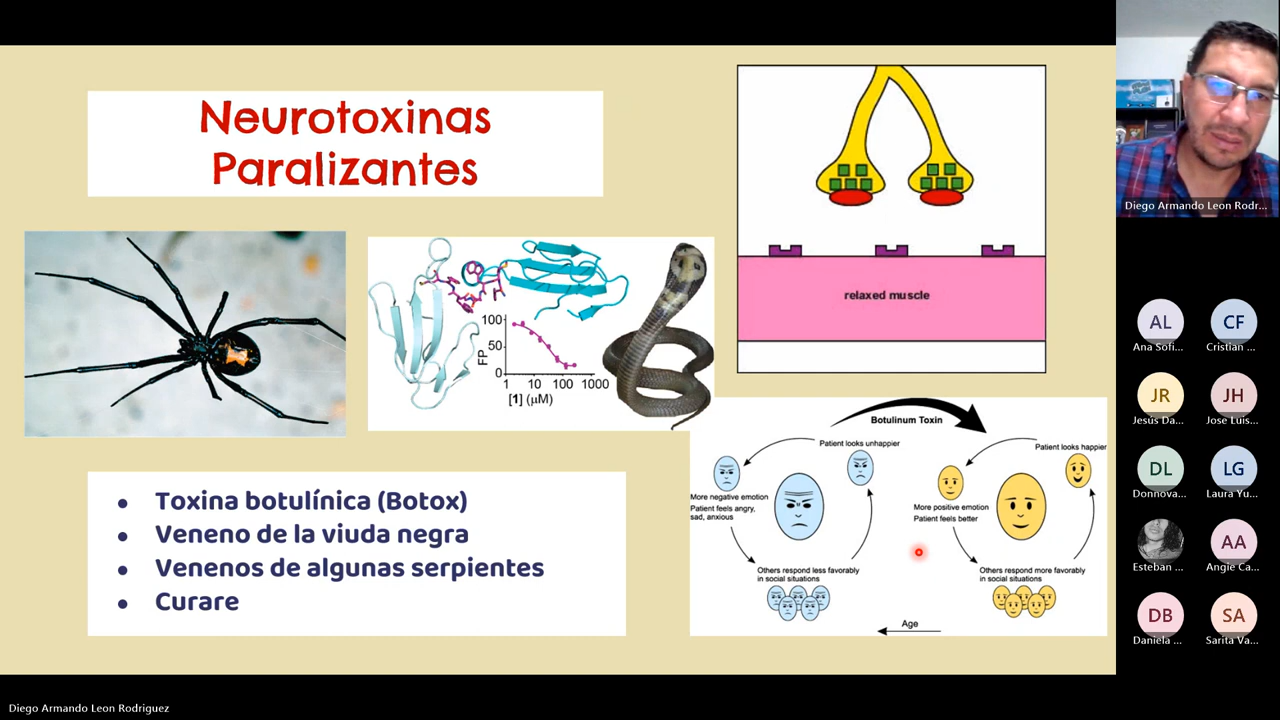 Neurotoxinas
Paralizantes
relaxed muscle
100
50
0
FP
1 10 100 1000
[1] (µM)
Botulinum Toxin
Patient looks unhappier
More negative emotion
Patient feels angry,
sad, anxious
Others respond less favorably
in social situations
Patient looks happier
More positive emotion
Patient feels better
Others respond more favorably
in social situations
Age
• Toxina botulínica (Botox)
• Veneno de la viuda negra
• Venenos de algunas serpientes
• Curare
Diego Armando Leon Rodr...
AL
Ana Sofi...
CF
Cristian ...
JR
Jesús Da...
JH
Jose Luis...
DL
Donnova...
LG
Laura Yu...
Esteban ...
AA
Angie Ca...
DB
Daniela ...
SA
Sarita Va...
Diego Armando Leon Rodriguez